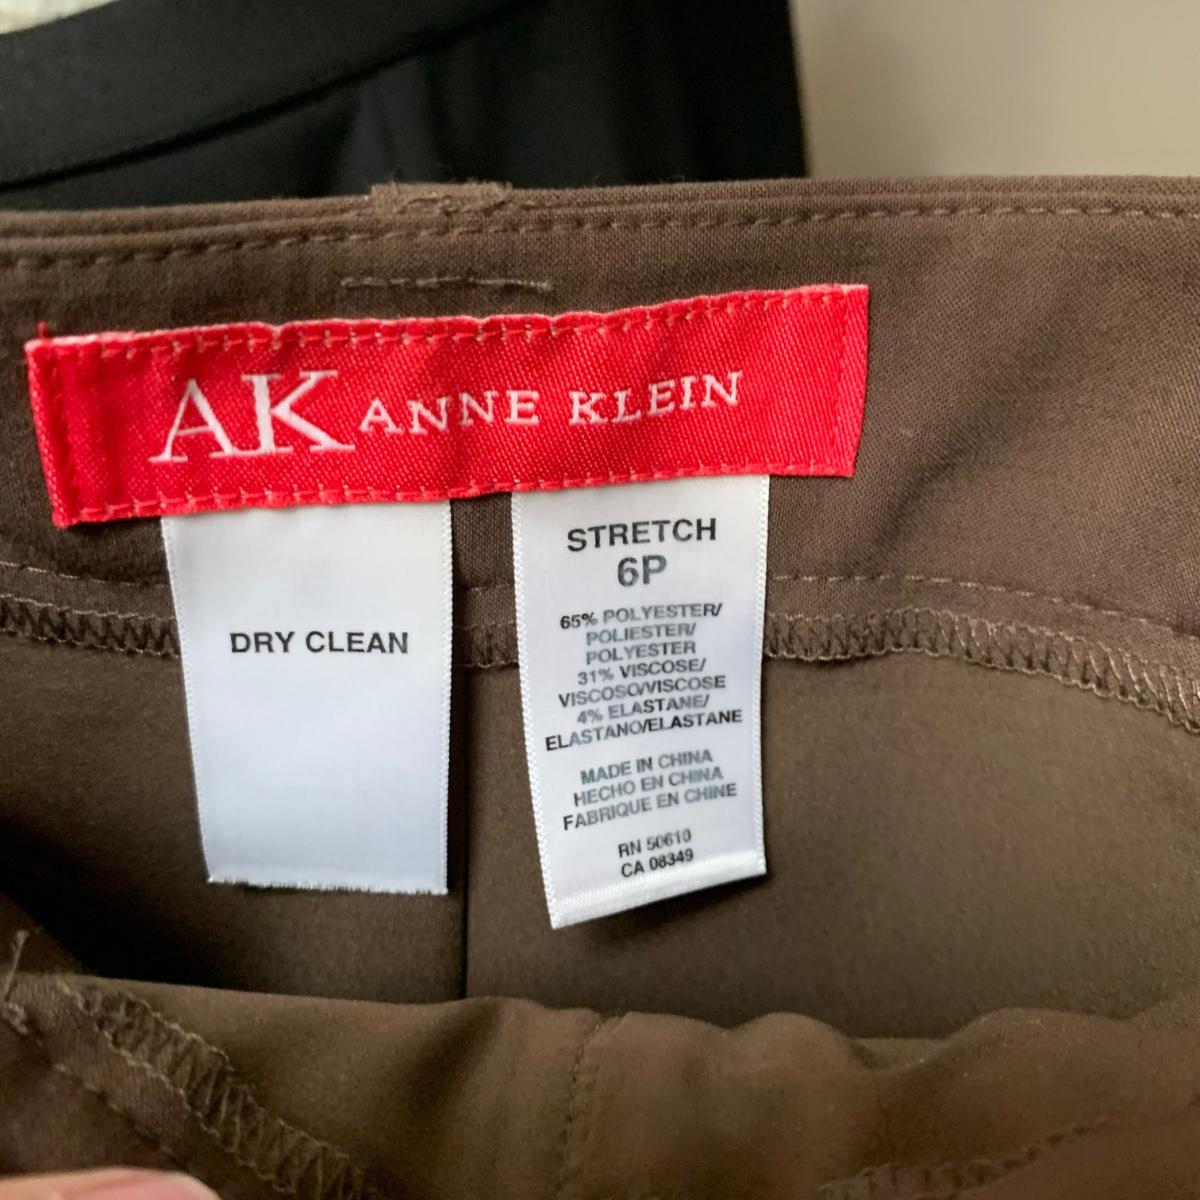 AK ANNE KLEIN
DRY CLEAN
STRETCH
6P
65% POLYESTER/
POLIESTER/
POLYESTER
31% VISCOSE/
VISCOSO/VISCOSE
4% ELASTANE/
ELASTANO/ELASTANE
MADE IN CHINA
HECHO EN CHINA
FABRIQUE EN CHINE
RN 50610
CA 08349